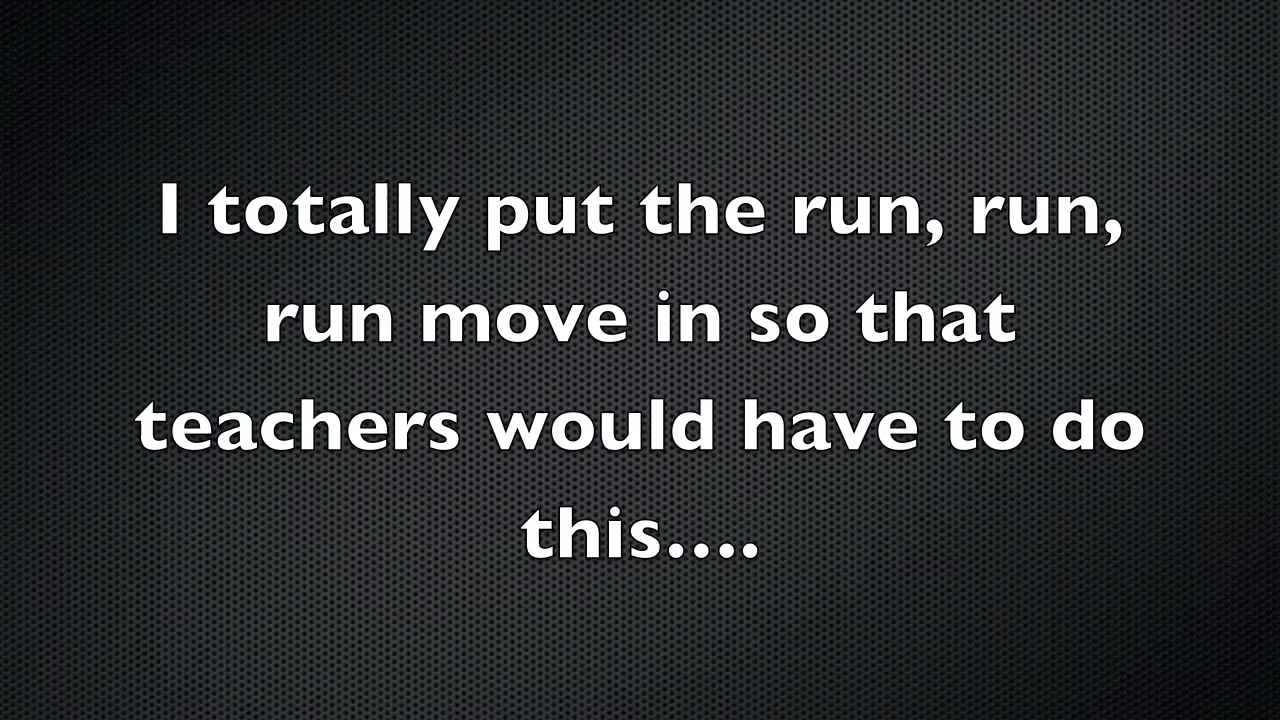 I totally put the run, run,
run move in so that
teachers would have to do
this....